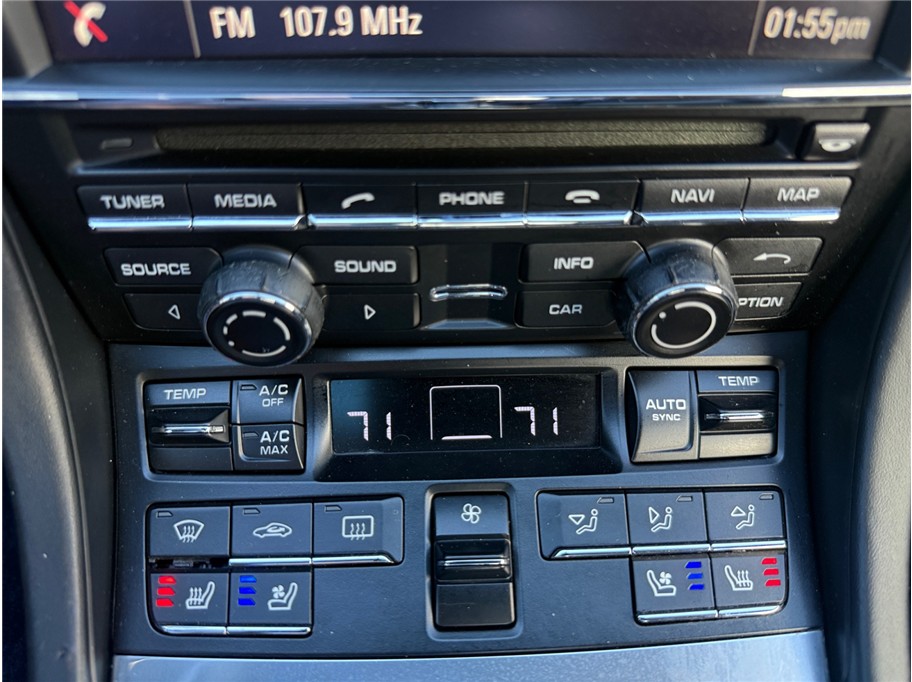 FM 107.9 MHz 01:55pm
TUNER MEDIA PHONE NAVI MAP
SOURCE SOUND INFO
CAR OPTION
TEMP A/C OFF AUTO SYNC TEMP
A/C MAX
71 71